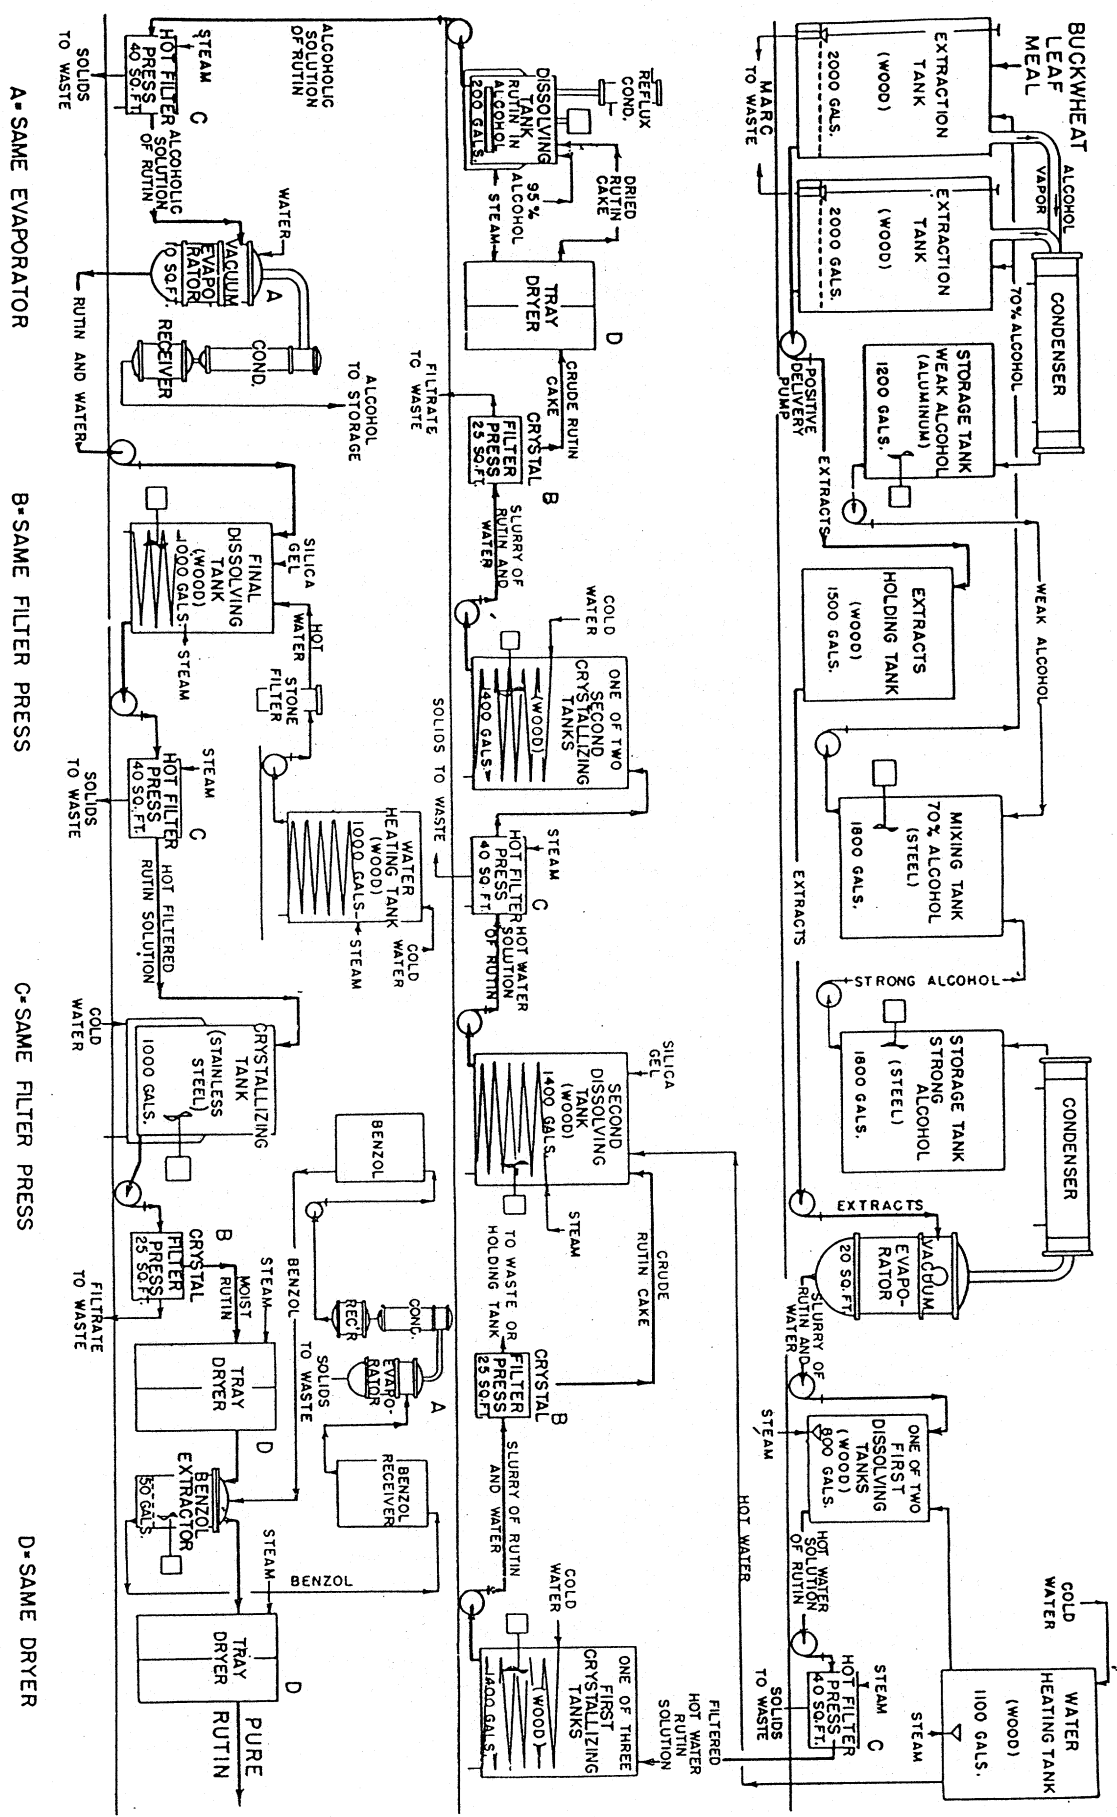 BUCKWHEAT
LEAF
MEAL
EXTRACTION
TANK
(WOOD)
2000 GALS.
MARC
TO WASTE
ALCOHOL
VAPOR
EXTRACTION
TANK
(WOOD)
2000 GALS.
CONDENSER
70% ALCOHOL
STORAGE TANK
WEAK ALCOHOL
(ALUMINUM)
1200 GALS.
POSITIVE
DELIVERY
PUMP
EXTRACTS
WEAK ALCOHOL
EXTRACTS
HOLDING TANK
(WOOD)
1500 GALS.
EXTRACTS
MIXING TANK
70% ALCOHOL
(STEEL)
1800 GALS.
STRONG ALCOHOL
STORAGE TANK
STRONG
ALCOHOL
(STEEL)
1800 GALS.
CONDENSER
EXTRACTS
VACUUM
EVAPO-
RATOR
20 SQ.FT.
SLURRY OF
RUTIN AND
WATER
STEAM
ONE OF TWO
FIRST
DISSOLVING
TANKS
(WOOD)
800 GALS.
HOT WATER
SOLUTION
OF RUTIN
COLD
WATER
WATER
HEATING TANK
(WOOD)
1100 GALS.
STEAM
STEAM
HOT FILTER
PRESS
40 SQ.FT.
C
SOLIDS
TO WASTE
HOT WATER
FILTERED
HOT WATER
RUTIN
SOLUTION
ONE OF THREE
FIRST
CRYSTALLIZING
TANKS
(WOOD)
1400 GALS.
COLD
WATER
SLURRY OF RUTIN
AND WATER
CRYSTAL
FILTER
PRESS
25 SQ.FT.
B
TO WASTE OR
HOLDING TANK
CRUDE
RUTIN CAKE
STEAM
SILICA
GEL
SECOND
DISSOLVING
TANK
(WOOD)
1400 GALS.
HOT WATER
SOLUTION
OF RUTIN
STEAM
HOT FILTER
PRESS
40 SQ. FT.
C
SOLIDS TO WASTE
COLD
WATER
ONE OF TWO
SECOND
CRYSTALLIZING
TANKS
(WOOD)
1400 GALS.
SLURRY OF
RUTIN AND
WATER
CRYSTAL
FILTER
PRESS
25 SQ.FT.
B
FILTRATE
TO WASTE
CRUDE RUTIN
CAKE
TRAY
DRYER
D
DRIED
RUTIN
CAKE
STEAM
95%
ALCOHOL
REFLUX
COND.
DISSOLVING
TANK
RUTIN IN
ALCOHOL
200 GALS.
ALCOHOLIC
SOLUTION
OF RUTIN
STEAM
HOT FILTER
PRESS
40 SQ.FT.
C
SOLIDS
TO WASTE
ALCOHOLIC
SOLUTION
OF RUTIN
WATER
VACUUM
EVAPO-
RATOR
10 SQ.FT.
A
COND.
RECEIVER
ALCOHOL
TO STORAGE
RUTIN AND WATER
SILICA
GEL
FINAL
DISSOLVING
TANK
(WOOD)
1000 GALS.
STEAM
HOT
WATER
STONE
FILTER
WATER
HEATING TANK
(WOOD)
1000 GALS.
STEAM
COLD
WATER
STEAM
HOT FILTER
PRESS
40 SQ. FT.
C
SOLIDS
TO WASTE
HOT FILTERED
RUTIN SOLUTION
COLD
WATER
CRYSTALLIZING
TANK
(STAINLESS
STEEL)
1000 GALS.
CRYSTAL
FILTER
PRESS
25 SQ. FT.
B
FILTRATE
TO WASTE
MOIST
RUTIN
STEAM
TRAY
DRYER
D
BENZOL
BENZOL
COND.
REC'R
EVAPO-
RATOR
A
SOLIDS
TO WASTE
BENZOL
RECEIVER
BENZOL
EXTRACTOR
50 GALS.
BENZOL
STEAM
TRAY
DRYER
D
PURE
RUTIN
A=SAME EVAPORATOR
B=SAME FILTER PRESS
C=SAME FILTER PRESS
D=SAME DRYER